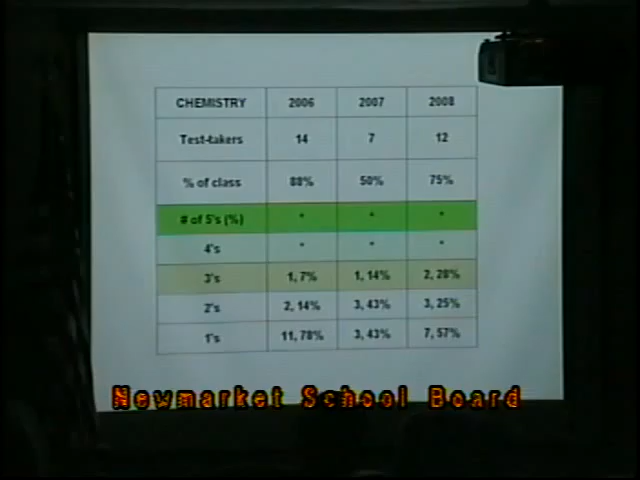 CHEMISTRY 2006 2007 2008
Test-takers 14 7 12
% of class 88% 50% 75%
# of 5's (%) * * *
4's * * *
3's 1, 7% 1, 14% 2, 28%
2's 2, 14% 3, 43% 3, 25%
1's 11, 78% 3, 43% 7, 57%
Newmarket School Board